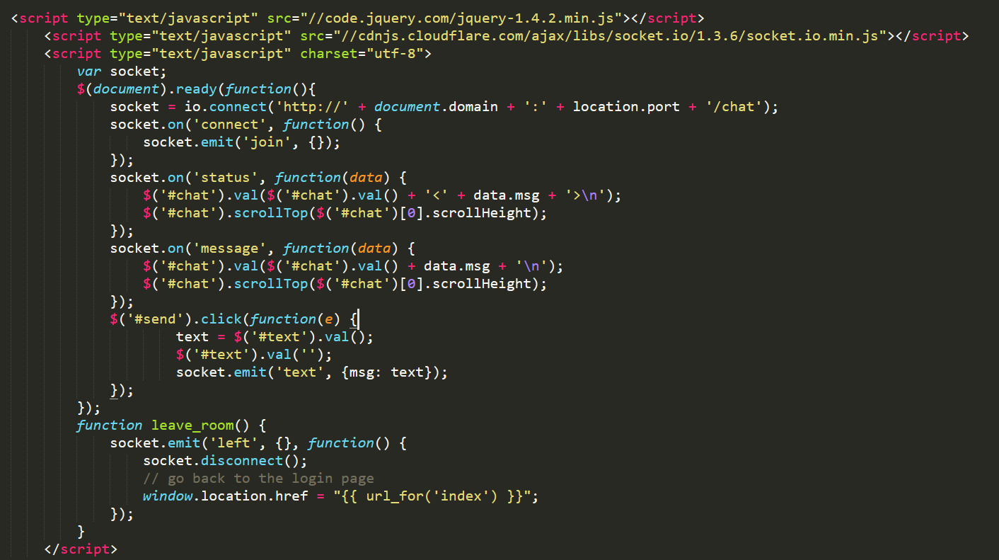 <script type="text/javascript" src="//code.jquery.com/jquery-1.4.2.min.js"></script>
    <script type="text/javascript" src="//cdnjs.cloudflare.com/ajax/libs/socket.io/1.3.6/socket.io.min.js"></script>
    <script type="text/javascript" charset="utf-8">
        var socket;
        $(document).ready(function(){
            socket = io.connect('http://' + document.domain + ':' + location.port + '/chat');
            socket.on('connect', function() {
                socket.emit('join', {});
            });
            socket.on('status', function(data) {
                $('#chat').val($('#chat').val() + '<' + data.msg + '>\n');
                $('#chat').scrollTop($('#chat')[0].scrollHeight);
            });
            socket.on('message', function(data) {
                $('#chat').val($('#chat').val() + data.msg + '\n');
                $('#chat').scrollTop($('#chat')[0].scrollHeight);
            });
            $('#send').click(function(e) {
                    text = $('#text').val();
                    $('#text').val('');
                    socket.emit('text', {msg: text});
            });
        });
        function leave_room() {
            socket.emit('left', {}, function() {
                socket.disconnect();
                // go back to the login page
                window.location.href = "{{ url_for('index') }}";
            });
        }
    </script>